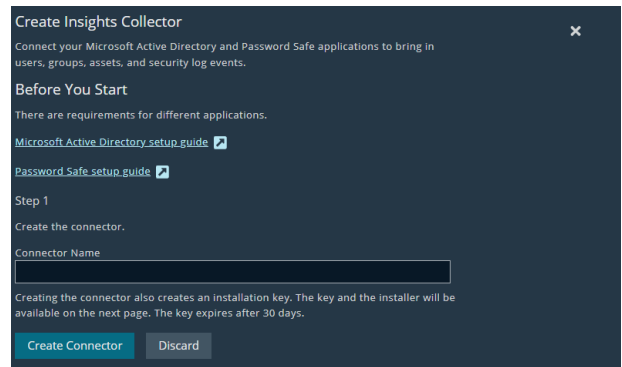 Create Insights Collector
Connect your Microsoft Active Directory and Password Safe applications to bring in
users, groups, assets, and security log events.
Before You Start
There are requirements for different applications.
Microsoft Active Directory setup guide
Password Safe setup guide
Step 1
Create the connector.
Connector Name
Creating the connector also creates an installation key. The key and the installer will be
available on the next page. The key expires after 30 days.
Create Connector Discard